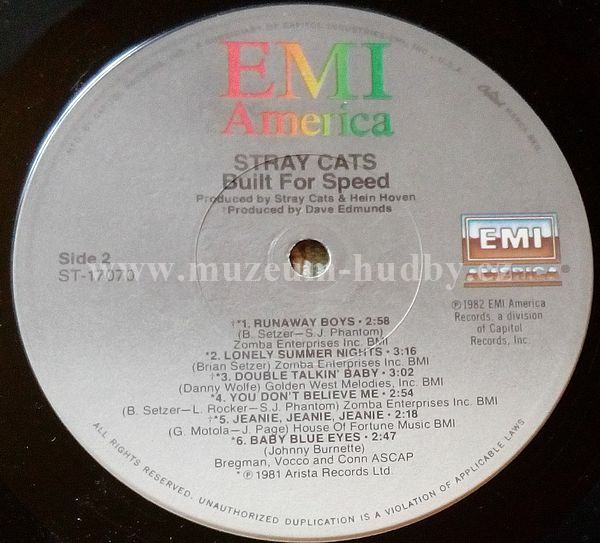 EMI
America
STRAY CATS
Built For Speed
Produced by Stray Cats & Hein Hoven
†Produced by Dave Edmunds
Side 2
ST-17070
EMI
AMERICA®
℗1982 EMI America
Records, a division
of Capitol
Records, Inc.
www.muzeum-hudby.cz
†*1. RUNAWAY BOYS • 2:58
(B. Setzer—S.J. Phantom)
Zomba Enterprises Inc. BMI
*2. LONELY SUMMER NIGHTS • 3:16
(Brian Setzer) Zomba Enterprises Inc. BMI
†*3. DOUBLE TALKIN' BABY • 3:02
(Danny Wolfe) Golden West Melodies, Inc. BMI
*4. YOU DON'T BELIEVE ME • 2:54
(B. Setzer—L. Rocker—S.J. Phantom) Zomba Enterprises Inc. BMI
†*5. JEANIE, JEANIE, JEANIE • 2:18
(G. Motola—J. Page) House Of Fortune Music BMI
*6. BABY BLUE EYES • 2:47
(Johnny Burnette)
Bregman, Vocco and Conn ASCAP
*℗1981 Arista Records Ltd.
ALL RIGHTS RESERVED. UNAUTHORIZED DUPLICATION IS A VIOLATION OF APPLICABLE LAWS